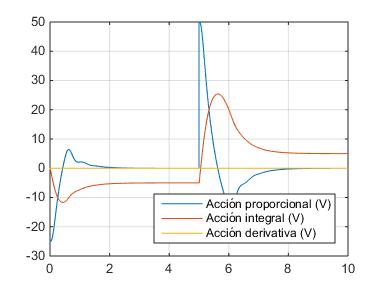 50
40
30
20
10
0
-10
-20
-30
Acción proporcional (V)
Acción integral (V)
Acción derivativa (V)
0 2 4 6 8 10